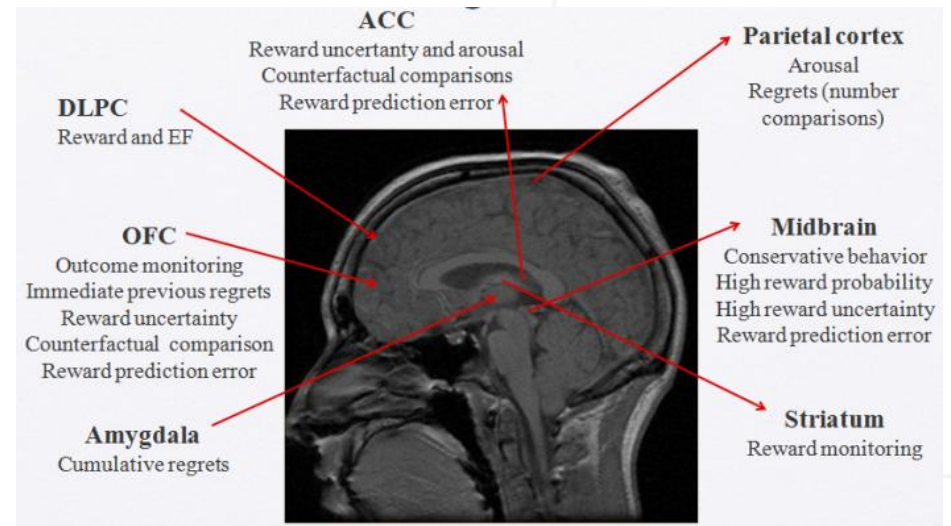 ACC
Reward uncertanty and arousal
Counterfactual comparisons
Reward prediction error
Parietal cortex
Arousal
Regrets (number
comparisons)
DLPC
Reward and EF
OFC
Outcome monitoring
Immediate previous regrets
Reward uncertainty
Counterfactual comparison
Reward prediction error
Midbrain
Conservative behavior
High reward probability
High reward uncertainty
Reward prediction error
Amygdala
Cumulative regrets
Striatum
Reward monitoring